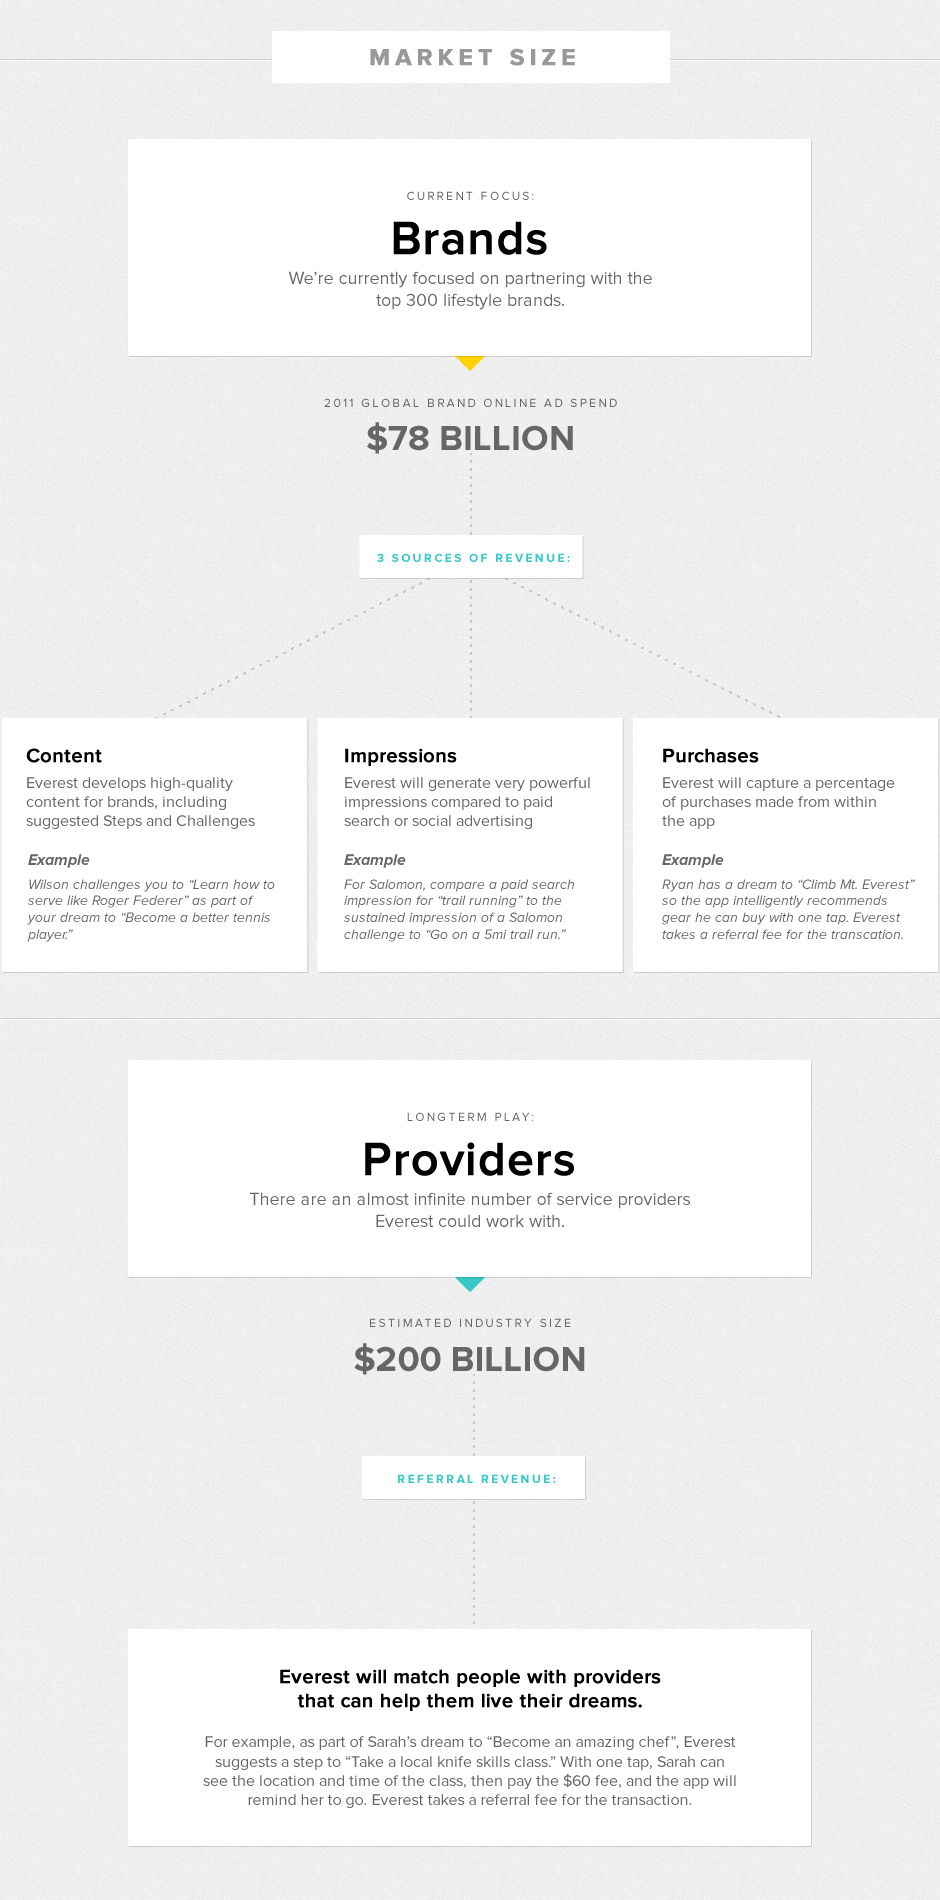 MARKET SIZE
CURRENT FOCUS:
Brands
We're currently focused on partnering with the
top 300 lifestyle brands.
2011 GLOBAL BRAND ONLINE AD SPEND
$78 BILLION
3 SOURCES OF REVENUE:
Content
Everest develops high-quality
content for brands, including
suggested Steps and Challenges
Example
Wilson challenges you to “Learn how to
serve like Roger Federer” as part of
your dream to “Become a better tennis
player.”
Impressions
Everest will generate very powerful
impressions compared to paid
search or social advertising
Example
For Salomon, compare a paid search
impression for “trail running” to the
sustained impression of a Salomon
challenge to “Go on a 5mi trail run.”
Purchases
Everest will capture a percentage
of purchases made from within
the app
Example
Ryan has a dream to “Climb Mt. Everest”
so the app intelligently recommends
gear he can buy with one tap. Everest
takes a referral fee for the transcation.
LONGTERM PLAY:
Providers
There are an almost infinite number of service providers
Everest could work with.
ESTIMATED INDUSTRY SIZE
$200 BILLION
REFERRAL REVENUE:
Everest will match people with providers
that can help them live their dreams.
For example, as part of Sarah's dream to “Become an amazing chef”, Everest
suggests a step to “Take a local knife skills class.” With one tap, Sarah can
see the location and time of the class, then pay the $60 fee, and the app will
remind her to go. Everest takes a referral fee for the transaction.